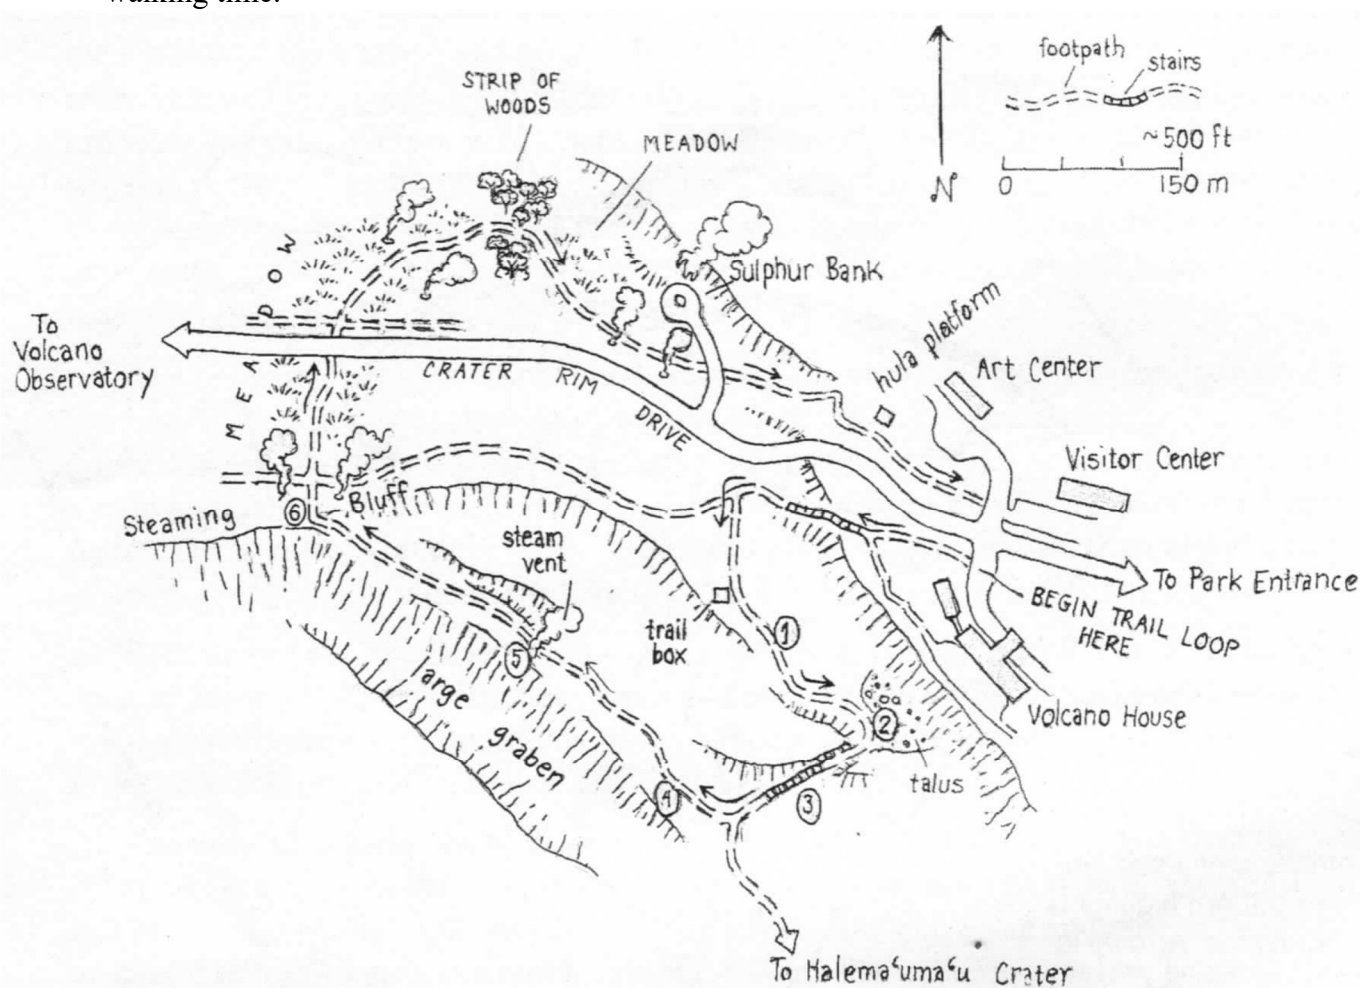 walking time.
footpath
stairs
~500 ft
0 150 m
N
STRIP OF
WOODS
MEADOW
Sulphur Bank
MEADOW
To
Volcano
Observatory
CRATER RIM DRIVE
hula platform
Art Center
Visitor Center
Steaming Bluff
6
steam
vent
To Park Entrance
BEGIN TRAIL LOOP
HERE
trail
box
1
5
2
Volcano House
large
graben
talus
4
3
To Halemaʻumaʻu Crater